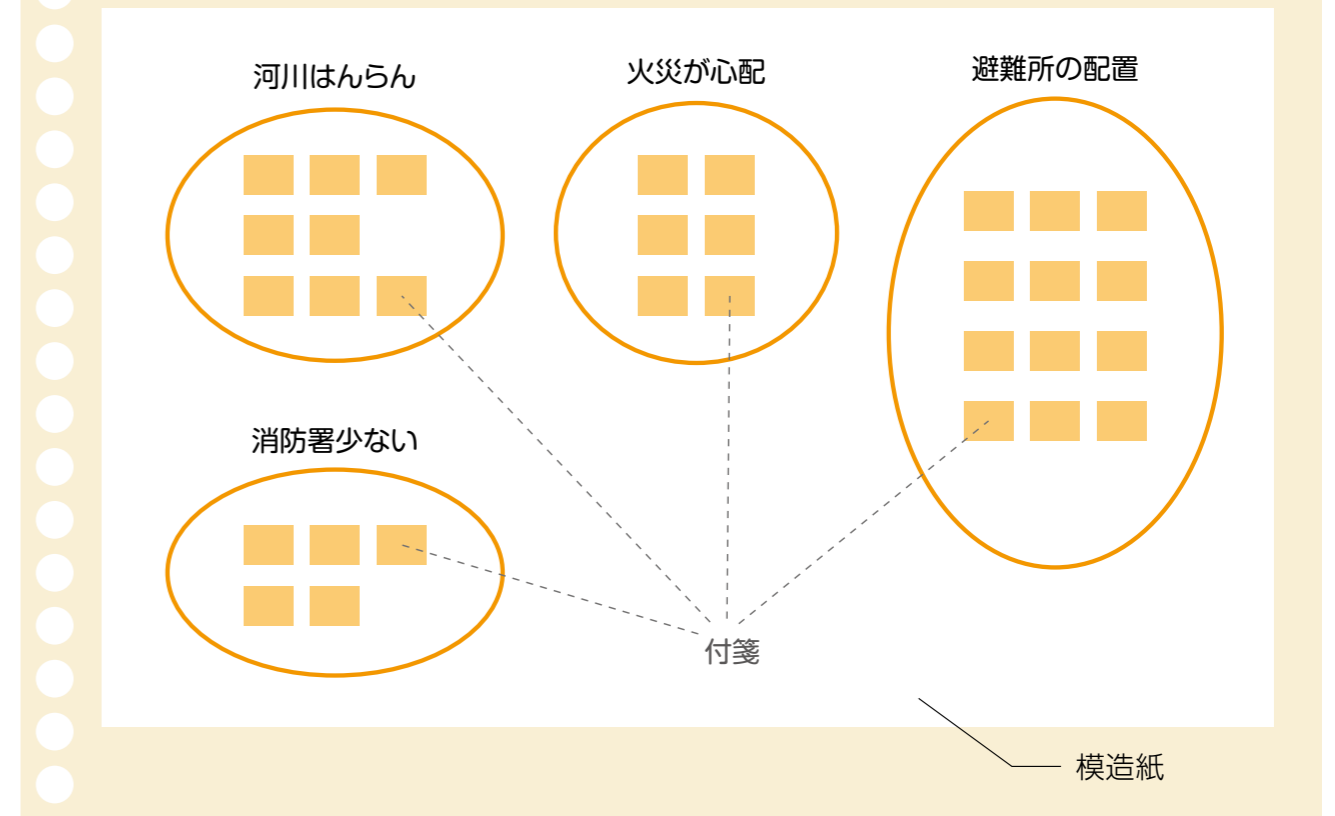 河川はんらん
火災が心配
避難所の配置
消防署少ない
付箋
模造紙